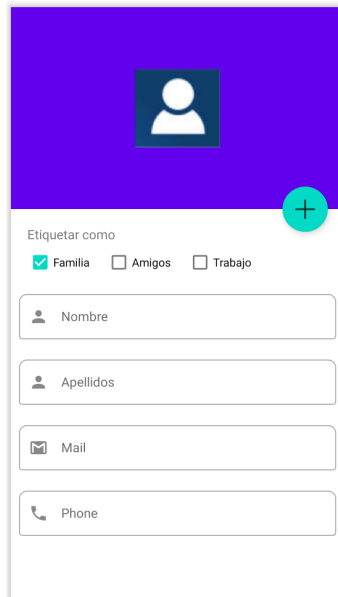 Etiquetar como
Familia Amigos Trabajo
Nombre
Apellidos
Mail
Phone